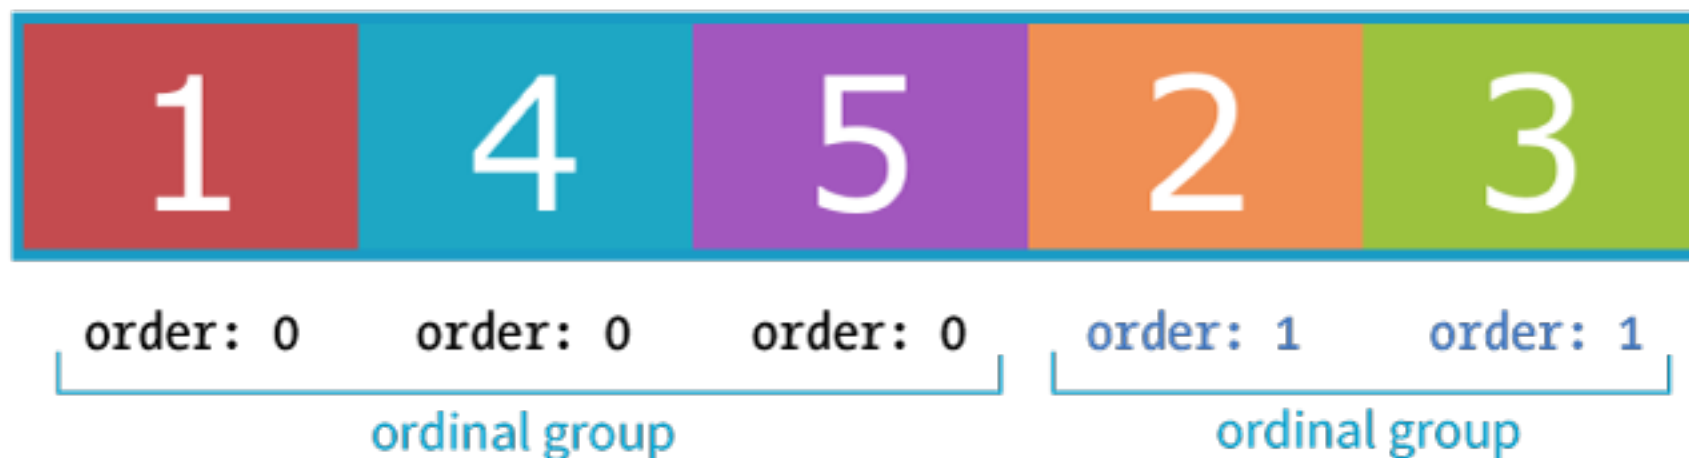 1 4 5 2 3
order: 0 order: 0 order: 0 order: 1 order: 1
ordinal group ordinal group